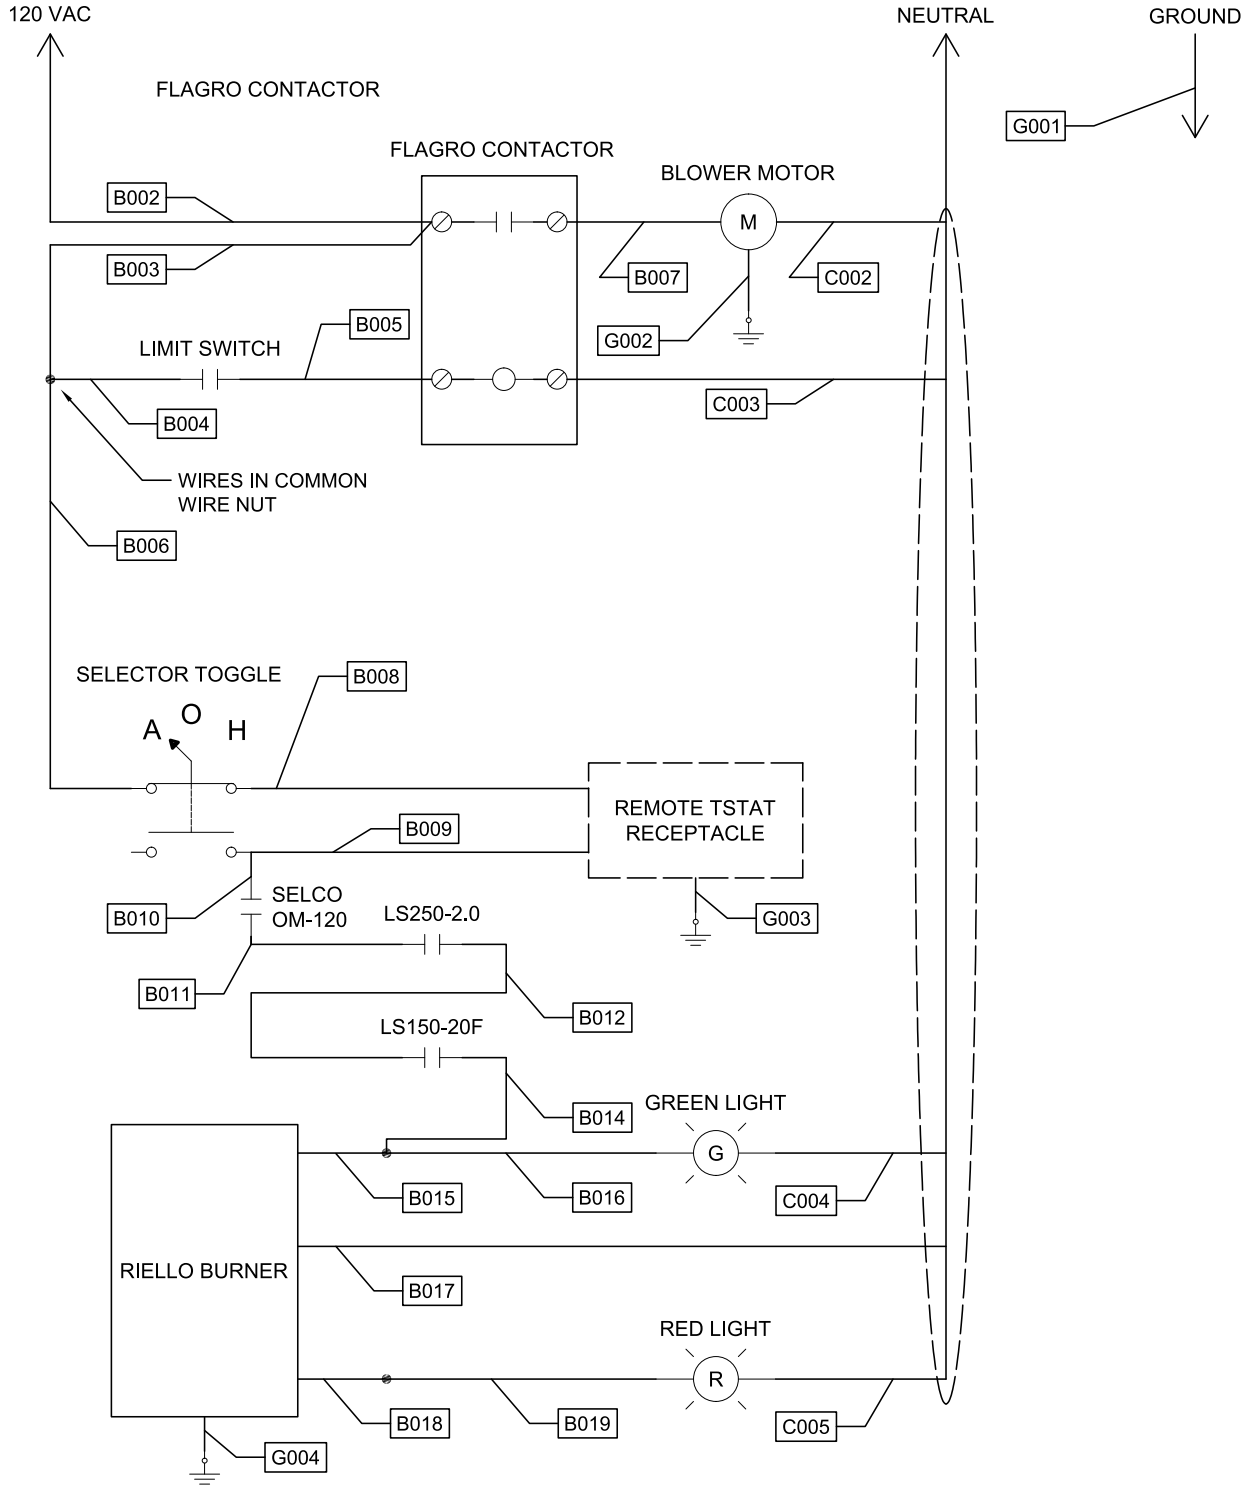 120 VAC
NEUTRAL
GROUND
FLAGRO CONTACTOR
G001
FLAGRO CONTACTOR
BLOWER MOTOR
B002
M
B003
B007
C002
B005
G002
LIMIT SWITCH
C003
B004
WIRES IN COMMON
WIRE NUT
B006
SELECTOR TOGGLE
B008
A O H
REMOTE TSTAT
RECEPTACLE
B009
SELCO
OM-120
B010
LS250-2.0
G003
B011
B012
LS150-20F
B014
GREEN LIGHT
G
B015
B016
C004
RIELLO BURNER
B017
RED LIGHT
R
B018
B019
C005
G004